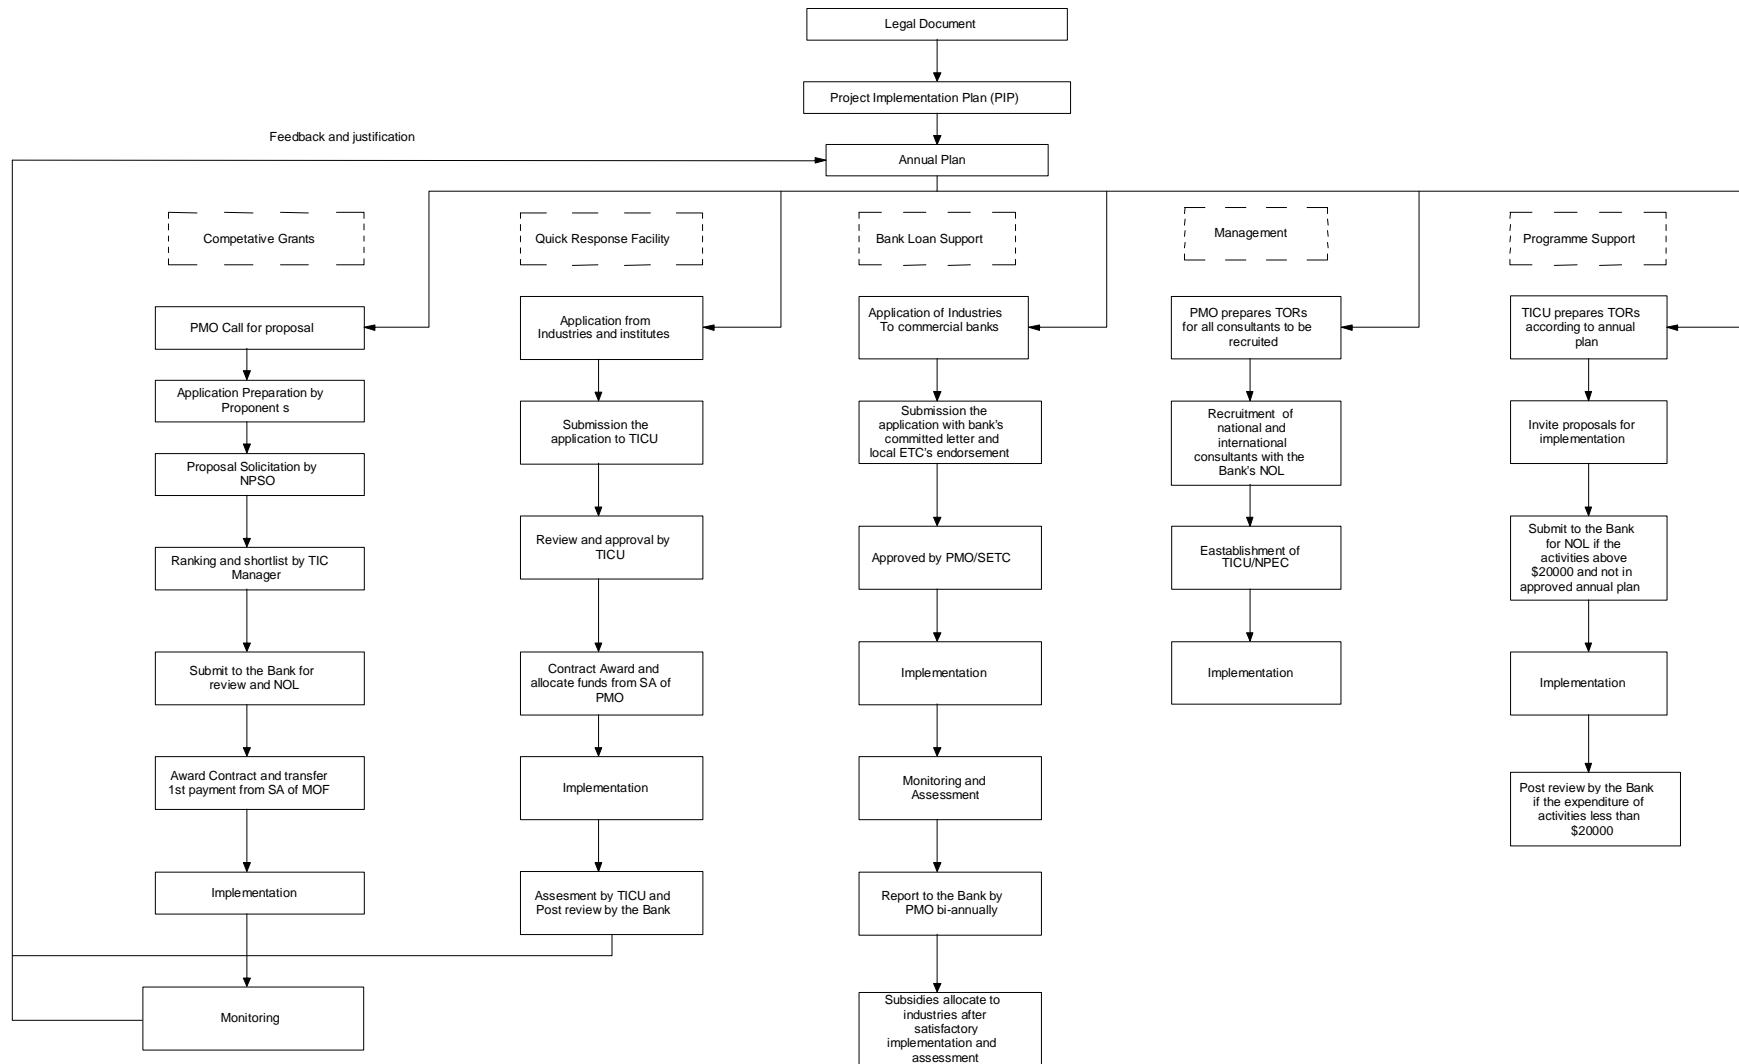 Legal Document
Project Implementation Plan (PIP)
Feedback and justification
Annual Plan
Competative Grants
Quick Response Facility
Bank Loan Support
Management
Programme Support
PMO Call for proposal
Application Preparation by
Proponent s
Proposal Solicitation by
NPSO
Ranking and shortlist by TIC
Manager
Submit to the Bank for
review and NOL
Award Contract and transfer
1st payment from SA of MOF
Implementation
Monitoring
Application from
Industries and institutes
Submission the
application to TICU
Review and approval by
TICU
Contract Award and
allocate funds from SA of
PMO
Implementation
Assesment by TICU and
Post review by the Bank
Application of Industries
To commercial banks
Submission the
application with bank's
committed letter and
local ETC's endorsement
Approved by PMO/SETC
Implementation
Monitoring and
Assessment
Report to the Bank by
PMO bi-annually
Subsidies allocate to
industries after
satisfactory
implementation and
assessment
PMO prepares TORs
for all consultants to be
recruited
Recruitment of
national and
international
consultants with the
Bank's NOL
Eastablishment of
TICU/NPEC
Implementation
TICU prepares TORs
according to annual
plan
Invite proposals for
implementation
Submit to the Bank
for NOL if the
activities above
$20000 and not in
approved annual plan
Implementation
Post review by the Bank
if the expenditure of
activities less than
$20000